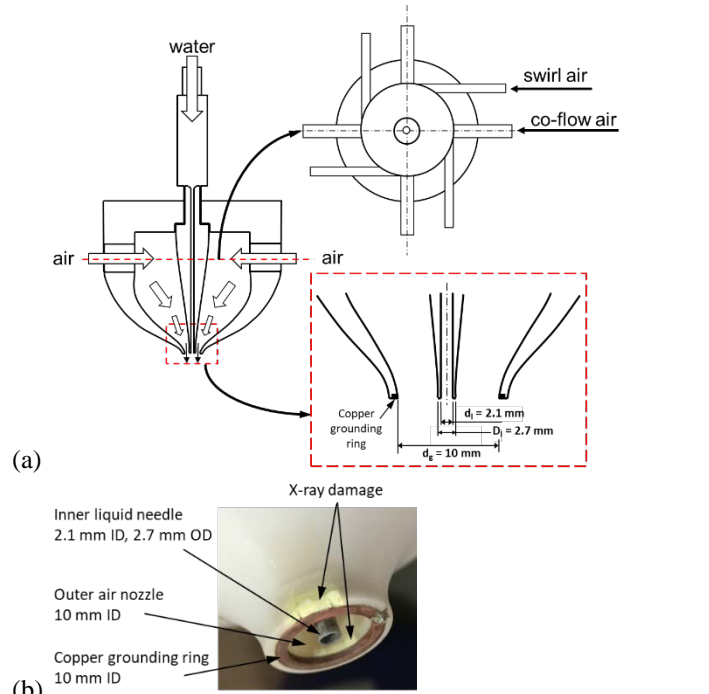 water
swirl air
co-flow air
air
air
Copper
grounding
ring
dₗ = 2.1 mm
Dₗ = 2.7 mm
d_g = 10 mm
(a)
X-ray damage
Inner liquid needle
2.1 mm ID, 2.7 mm OD
Outer air nozzle
10 mm ID
Copper grounding ring
10 mm ID
(b)